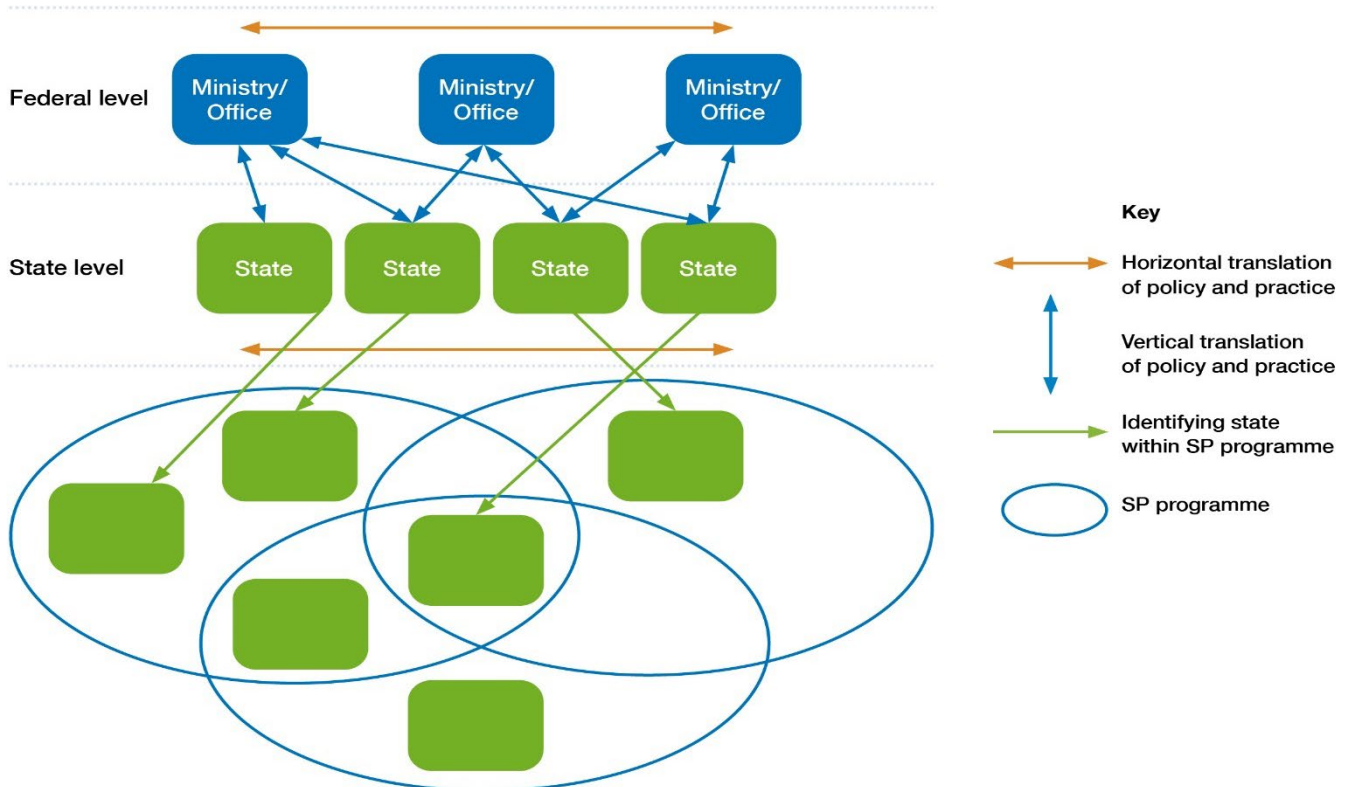 Federal level
Ministry/
Office
Ministry/
Office
Ministry/
Office
State level
State
State
State
State
Key
Horizontal translation
of policy and practice
Vertical translation
of policy and practice
Identifying state
within SP programme
SP programme